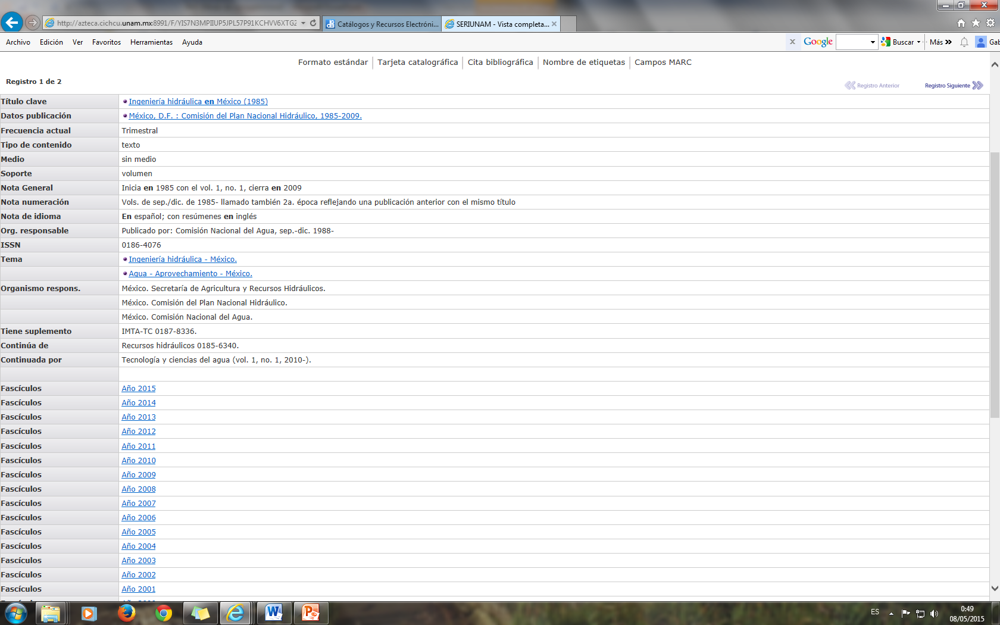 http://azteca.cichcu.unam.mx:8991/F/YIS7N3MPIIUP5JPL57P91KCHVV6XTG2
Catálogos y Recursos Electróni...
SERIUNAM - Vista completa...
Archivo Edición Ver Favoritos Herramientas Ayuda
x Google Buscar Más » Gab
Formato estándar Tarjeta catalográfica Cita bibliográfica Nombre de etiquetas Campos MARC
Registro 1 de 2
Registro Anterior Registro Siguiente
Título clave Ingeniería hidráulica en México (1985)
Datos publicación México, D.F. : Comisión del Plan Nacional Hidráulico, 1985-2009.
Frecuencia actual Trimestral
Tipo de contenido texto
Medio sin medio
Soporte volumen
Nota General Inicia en 1985 con el vol. 1, no. 1, cierra en 2009
Nota numeración Vols. de sep./dic. de 1985- llamado también 2a. época reflejando una publicación anterior con el mismo título
Nota de idioma En español; con resúmenes en inglés
Org. responsable Publicado por: Comisión Nacional del Agua, sep.-dic. 1988-
ISSN 0186-4076
Tema Ingeniería hidráulica - México.
Agua - Aprovechamiento - México.
Organismo respons. México. Secretaría de Agricultura y Recursos Hidráulicos.
México. Comisión del Plan Nacional Hidráulico.
México. Comisión Nacional del Agua.
Tiene suplemento IMTA-TC 0187-8336.
Continúa de Recursos hidráulicos 0185-6340.
Continuada por Tecnología y ciencias del agua (vol. 1, no. 1, 2010-).
Fascículos Año 2015
Fascículos Año 2014
Fascículos Año 2013
Fascículos Año 2012
Fascículos Año 2011
Fascículos Año 2010
Fascículos Año 2009
Fascículos Año 2008
Fascículos Año 2007
Fascículos Año 2006
Fascículos Año 2005
Fascículos Año 2004
Fascículos Año 2003
Fascículos Año 2002
Fascículos Año 2001
ES
0:49
08/05/2015